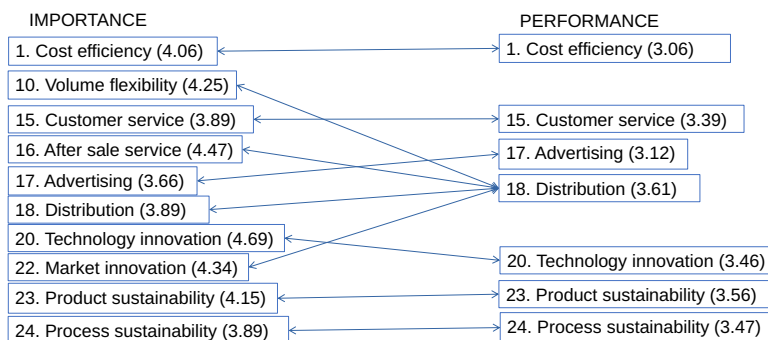 IMPORTANCE
PERFORMANCE
1. Cost efficiency (4.06)
1. Cost efficiency (3.06)
10. Volume flexibility (4.25)
15. Customer service (3.89)
15. Customer service (3.39)
16. After sale service (4.47)
17. Advertising (3.12)
17. Advertising (3.66)
18. Distribution (3.61)
18. Distribution (3.89)
20. Technology innovation (4.69)
20. Technology innovation (3.46)
22. Market innovation (4.34)
23. Product sustainability (4.15)
23. Product sustainability (3.56)
24. Process sustainability (3.89)
24. Process sustainability (3.47)